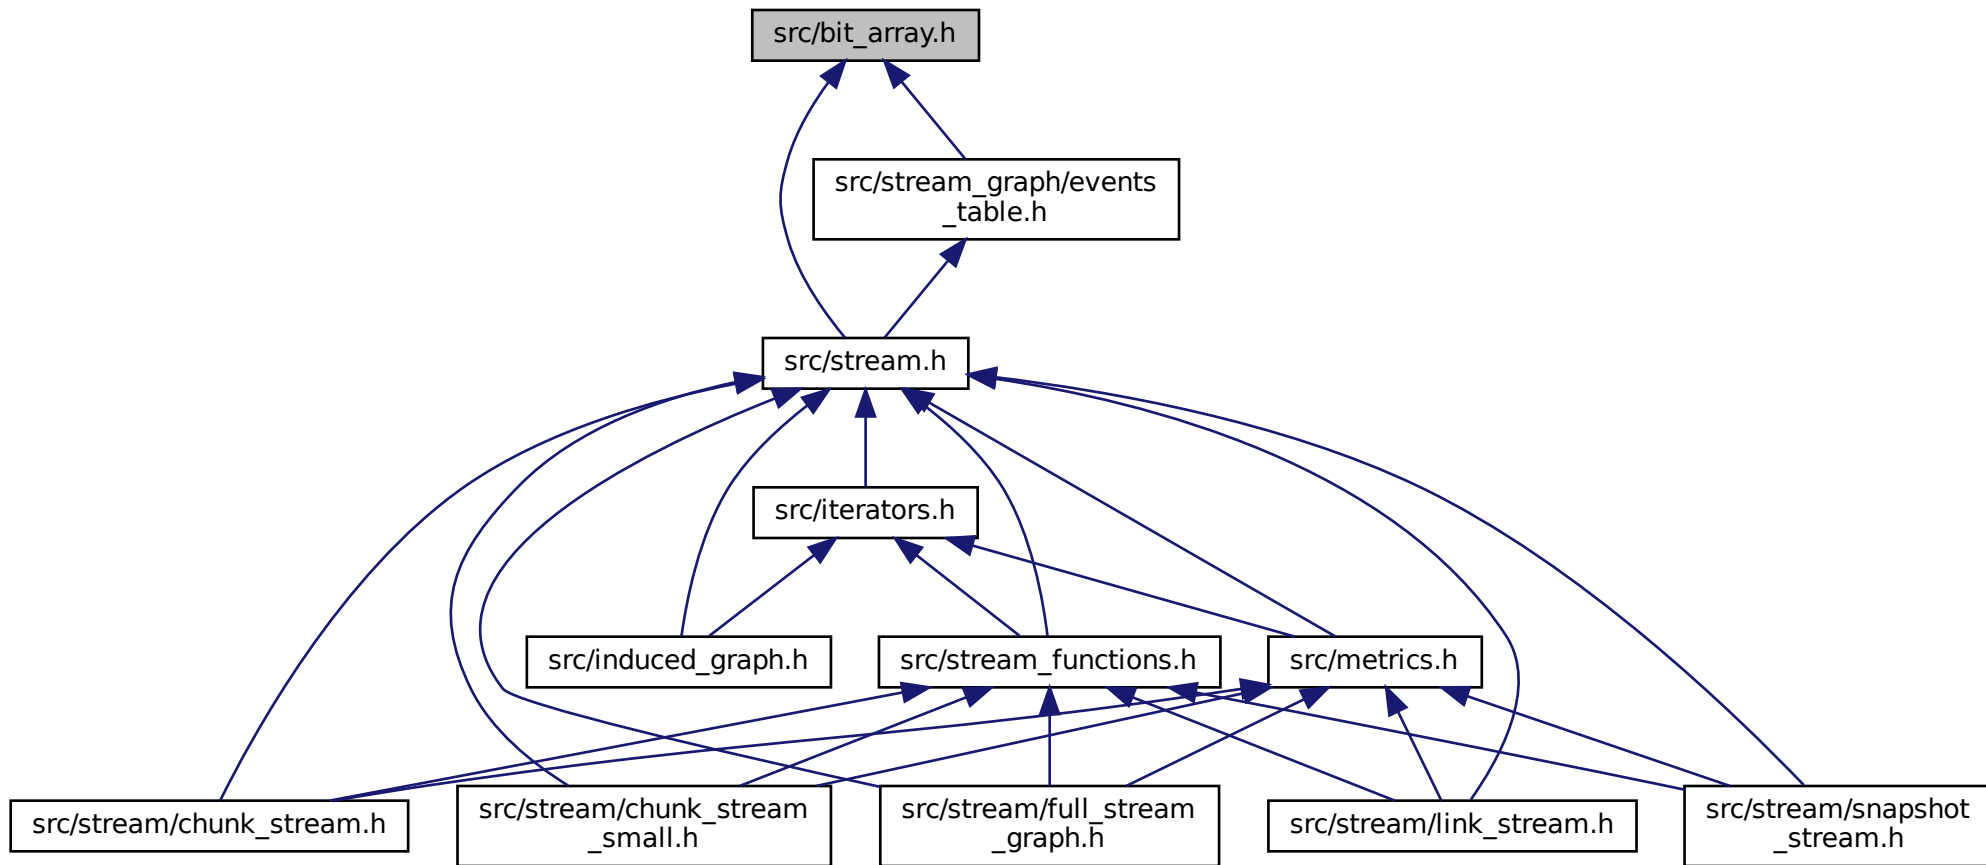 src/bit_array.h
src/stream_graph/events
_table.h
src/stream.h
src/iterators.h
src/induced_graph.h
src/stream_functions.h
src/metrics.h
src/stream/chunk_stream.h
src/stream/chunk_stream
_small.h
src/stream/full_stream
_graph.h
src/stream/link_stream.h
src/stream/snapshot
_stream.h